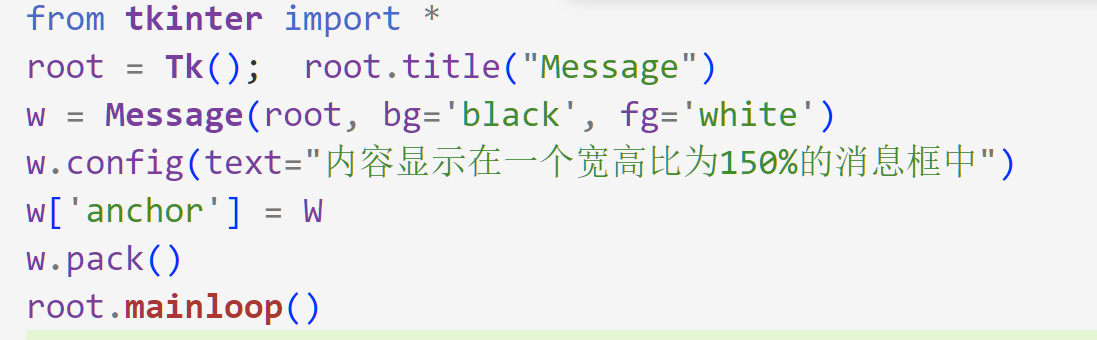 from tkinter import *
root = Tk();  root.title("Message")
w = Message(root, bg='black', fg='white')
w.config(text="内容显示在一个宽高比为150%的消息框中")
w['anchor'] = W
w.pack()
root.mainloop()